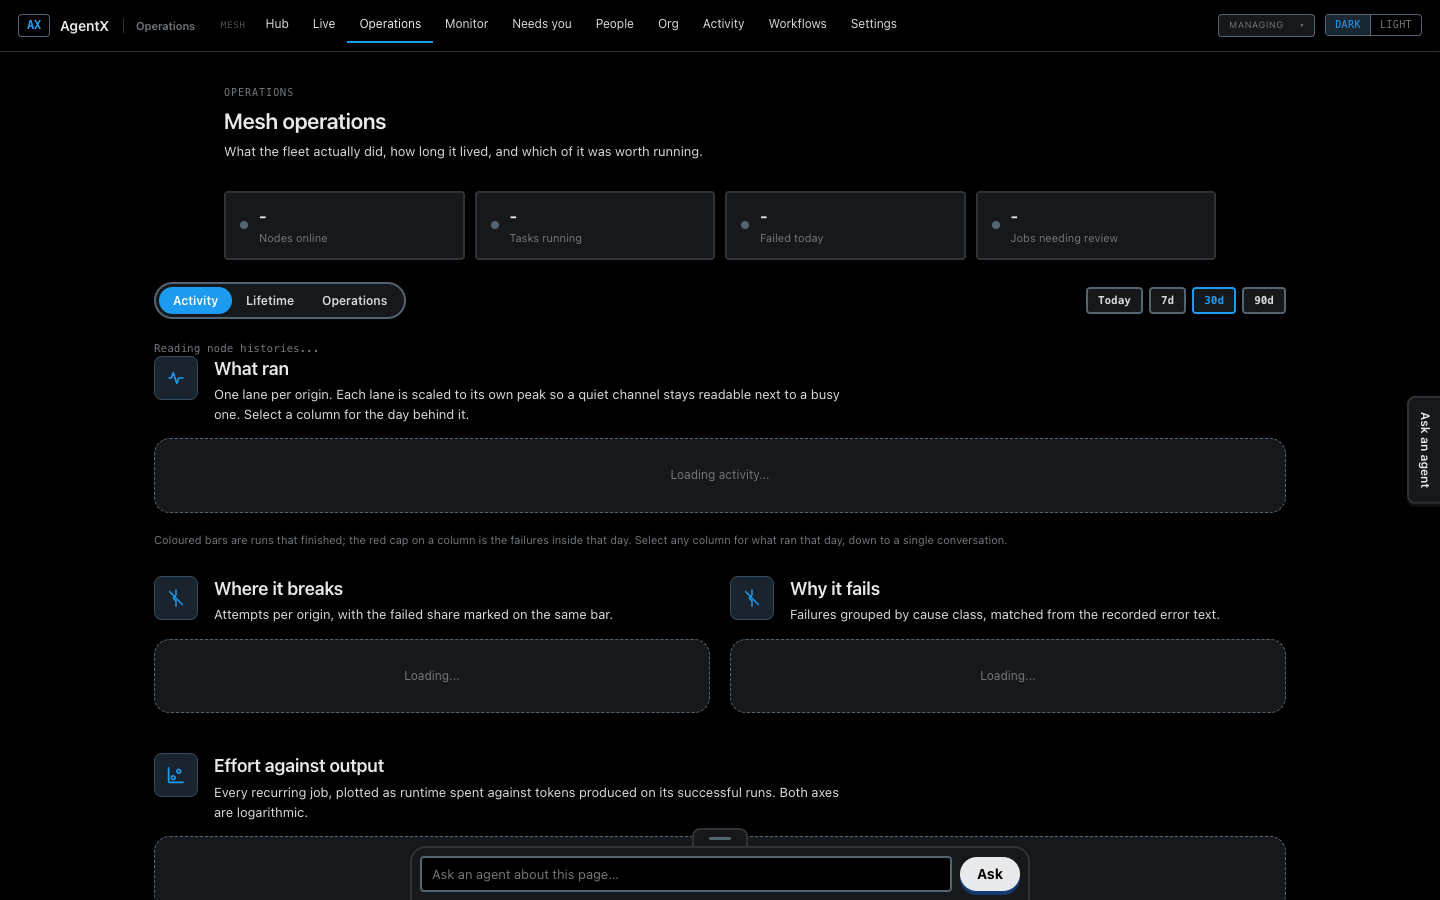 AX AgentX Operations MESH Hub Live Operations Monitor Needs you People Org Activity Workflows Settings MANAGING DARK LIGHT
OPERATIONS
Mesh operations
What the fleet actually did, how long it lived, and which of it was worth running.
- - - -
Nodes online Tasks running Failed today Jobs needing review
Activity Lifetime Operations Today 7d 30d 90d
Reading node histories...
What ran
One lane per origin. Each lane is scaled to its own peak so a quiet channel stays readable next to a busy
one. Select a column for the day behind it.
Loading activity...
Coloured bars are runs that finished; the red cap on a column is the failures inside that day. Select any column for what ran that day, down to a single conversation.
Where it breaks
Attempts per origin, with the failed share marked on the same bar.
Loading...
Why it fails
Failures grouped by cause class, matched from the recorded error text.
Loading...
Effort against output
Every recurring job, plotted as runtime spent against tokens produced on its successful runs. Both axes
are logarithmic.
Ask an agent about this page...
Ask
Ask an agent